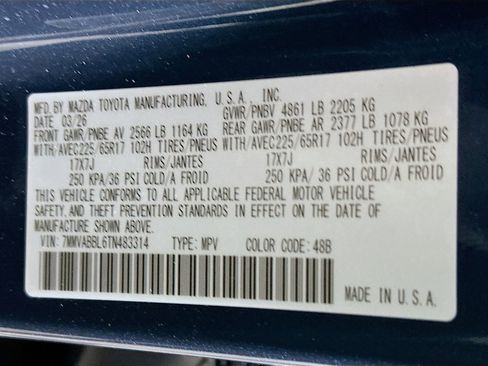 MFD. BY MAZDA TOYOTA MANUFACTURING, U.S.A., INC.
DATE 03/26 GVWR/PNBV 4861 LB 2205 KG
FRONT GAWR/PNBE AV 2566 LB 1164 KG REAR GAWR/PNBE AR 2377 LB 1078 KG
WITH/AVEC225/65R17 102H TIRES/PNEUS WITH/AVEC225/65R17 102H TIRES/PNEUS
17X7J RIMS/JANTES 17X7J RIMS/JANTES
250 KPA/ 36 PSI COLD/A FROID 250 KPA/ 36 PSI COLD/A FROID
THIS VEHICLE CONFORMS TO ALL APPLICABLE FEDERAL MOTOR VEHICLE
SAFETY, AND THEFT PREVENTION STANDARDS IN EFFECT ON THE DATE OF
MANUFACTURE SHOWN ABOVE.
VIN: 7MMVABBL6TN483314 TYPE: MPV COLOR CODE: 48B
MADE IN U.S.A.